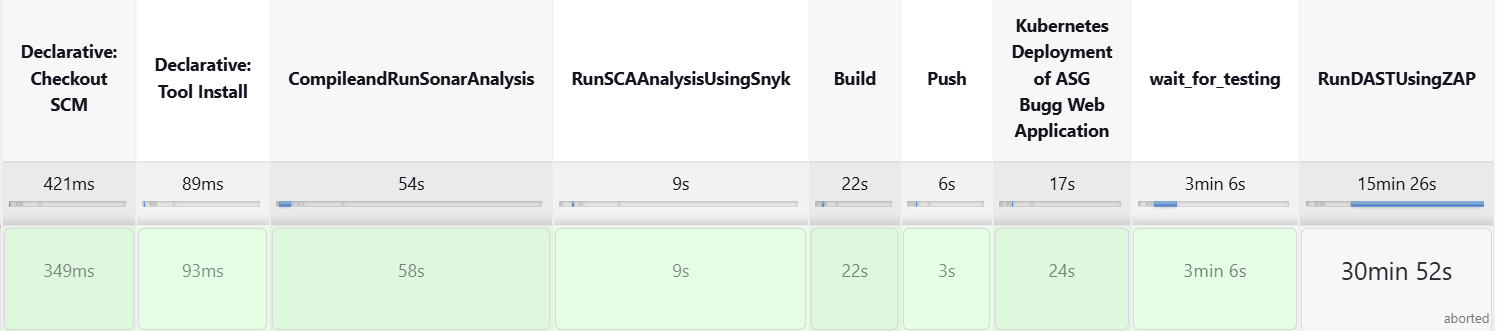 Declarative:
Checkout
SCM
Declarative:
Tool Install
CompileandRunSonarAnalysis
RunSCAAnalysisUsingSnyk
Build
Push
Kubernetes
Deployment
of ASG
Bugg Web
Application
wait_for_testing
RunDASTUsingZAP
421ms
89ms
54s
9s
22s
6s
17s
3min 6s
15min 26s
349ms
93ms
58s
9s
22s
3s
24s
3min 6s
30min 52s
aborted